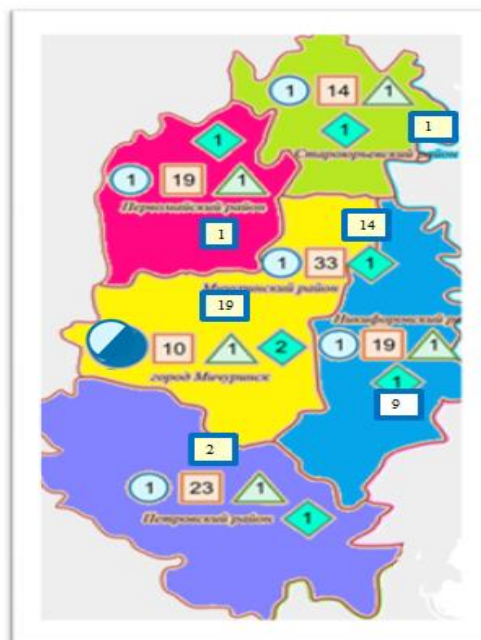 1 14 1
1 1
Староюрьевский район
1
1 19 1
Первомайский район
1
14
1 33 1
Мичуринский район
19
Никифоровский
1 19 1
10 1 2
город Мичуринск
1
9
2
1 23 1
Петровский район
1